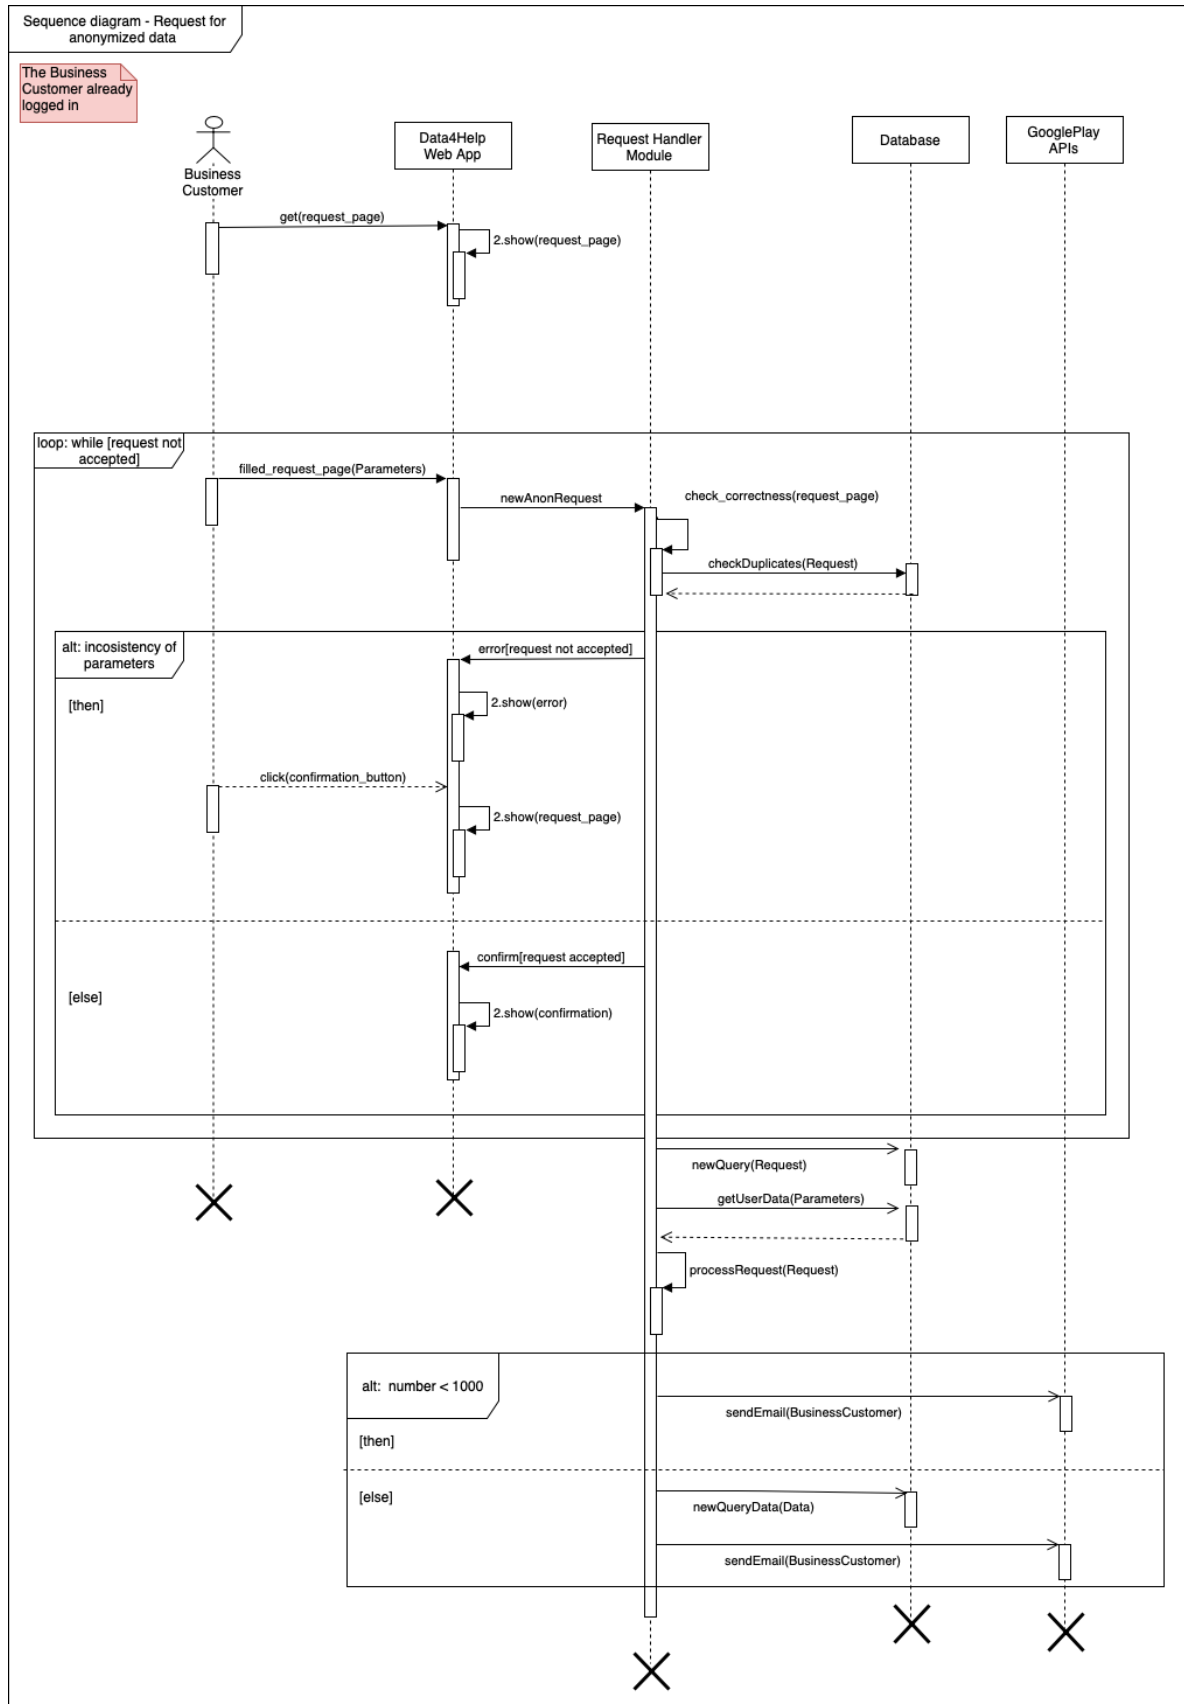 Sequence diagram - Request for
anonymized data
The Business
Customer already
logged in
Business
Customer
Data4Help
Web App
Request Handler
Module
Database
GooglePlay
APIs
get(request_page)
2.show(request_page)
loop: while [request not
accepted]
filled_request_page(Parameters)
newAnonRequest
check_correctness(request_page)
checkDuplicates(Request)
alt: incosistency of
parameters
error[request not accepted]
[then]
2.show(error)
click(confirmation_button)
2.show(request_page)
confirm[request accepted]
[else]
2.show(confirmation)
newQuery(Request)
getUserData(Parameters)
processRequest(Request)
alt:  number < 1000
sendEmail(BusinessCustomer)
[then]
[else]
newQueryData(Data)
sendEmail(BusinessCustomer)